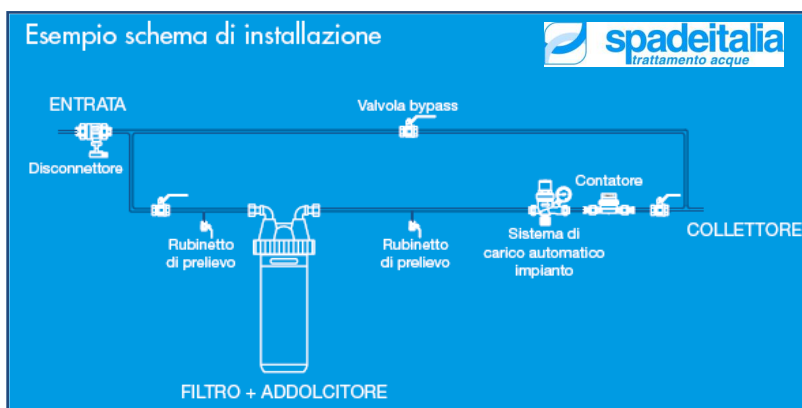 Esempio schema di installazione
spadeitalia
trattamento acque
ENTRATA
Valvola bypass
Disconnettore
Contatore
Rubinetto
di prelievo
Rubinetto
di prelievo
Sistema di
carico automatico
impianto
COLLETTORE
FILTRO + ADDOLCITORE